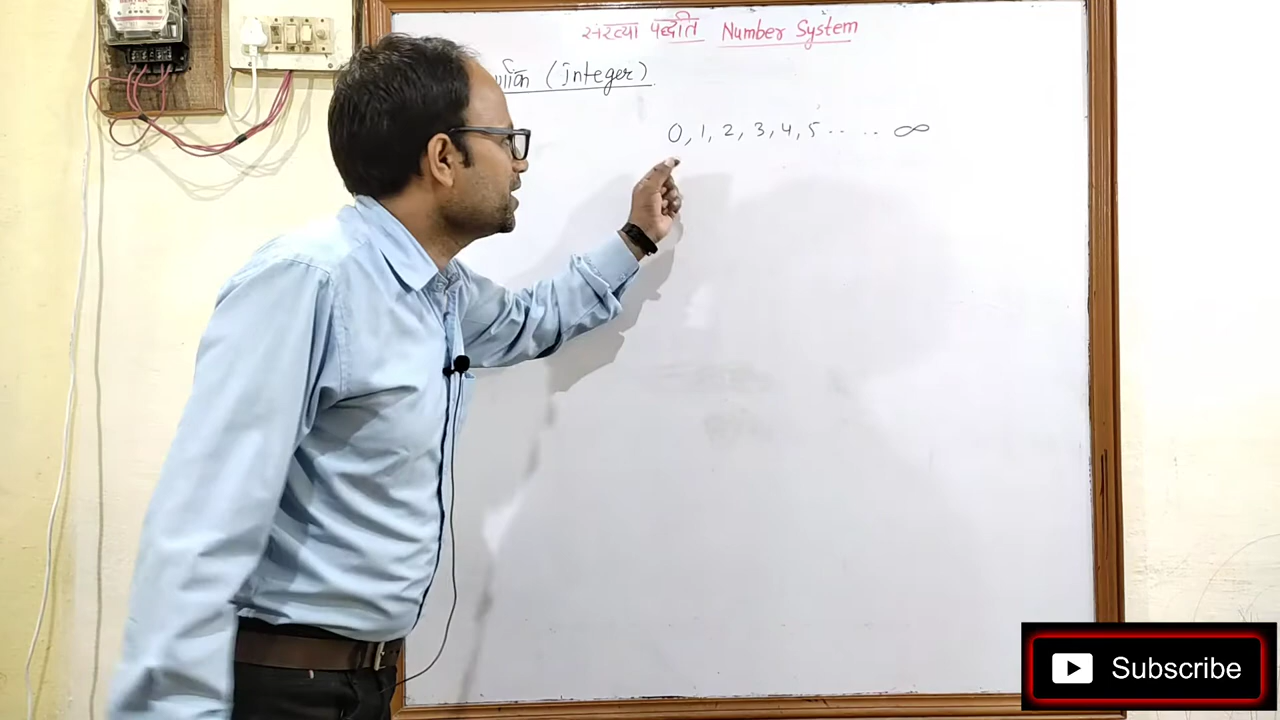 संख्या पद्धति Number System
(Integer)
0, 1, 2, 3, 4, 5 .. .. ∞
Subscribe